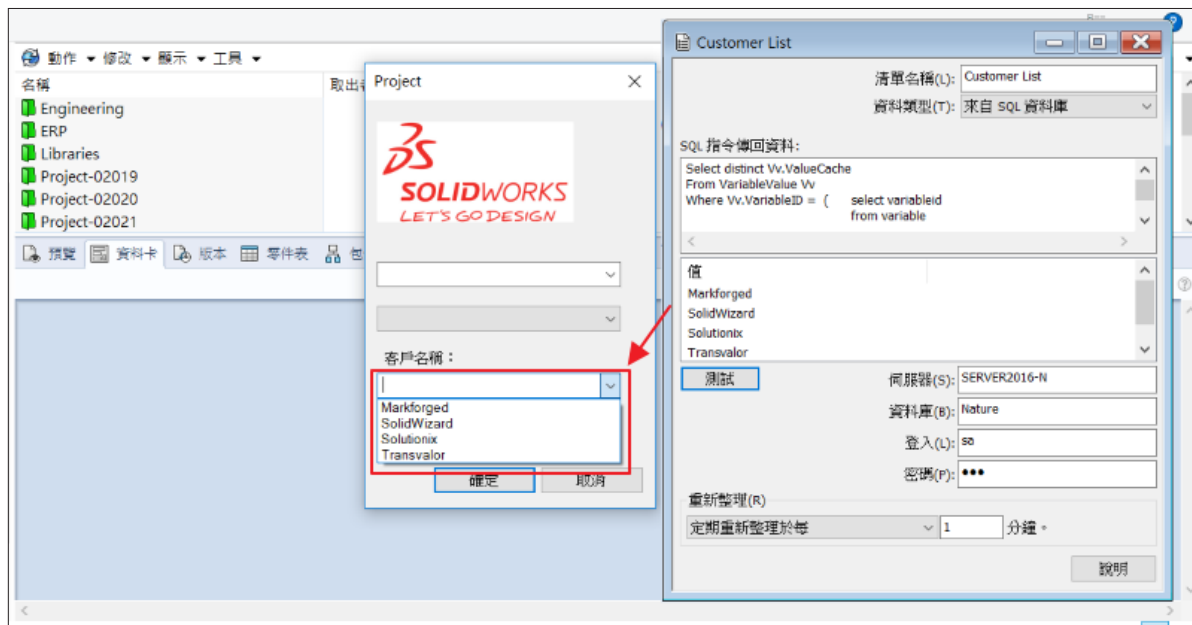 動作 修改 顯示 工具
名稱
取出
Engineering
ERP
Libraries
Project-02019
Project-02020
Project-02021
預覽 資料卡 版本 零件表 包
Project
SOLIDWORKS
LET'S GO DESIGN
客戶名稱：
Markforged
SolidWizard
Solutionix
Transvalor
確定 取消
Customer List
清單名稱(L): Customer List
資料類型(T): 來自 SQL 資料庫
SQL 指令傳回資料:
Select distinct Vv.ValueCache
From VariableValue Vv
Where Vv.VariableID = ( select variableid
from variable
值
Markforged
SolidWizard
Solutionix
Transvalor
測試
伺服器(S): SERVER2016-N
資料庫(B): Nature
登入(L): sa
密碼(P): •••
重新整理(R)
定期重新整理於每 1 分鐘。
說明